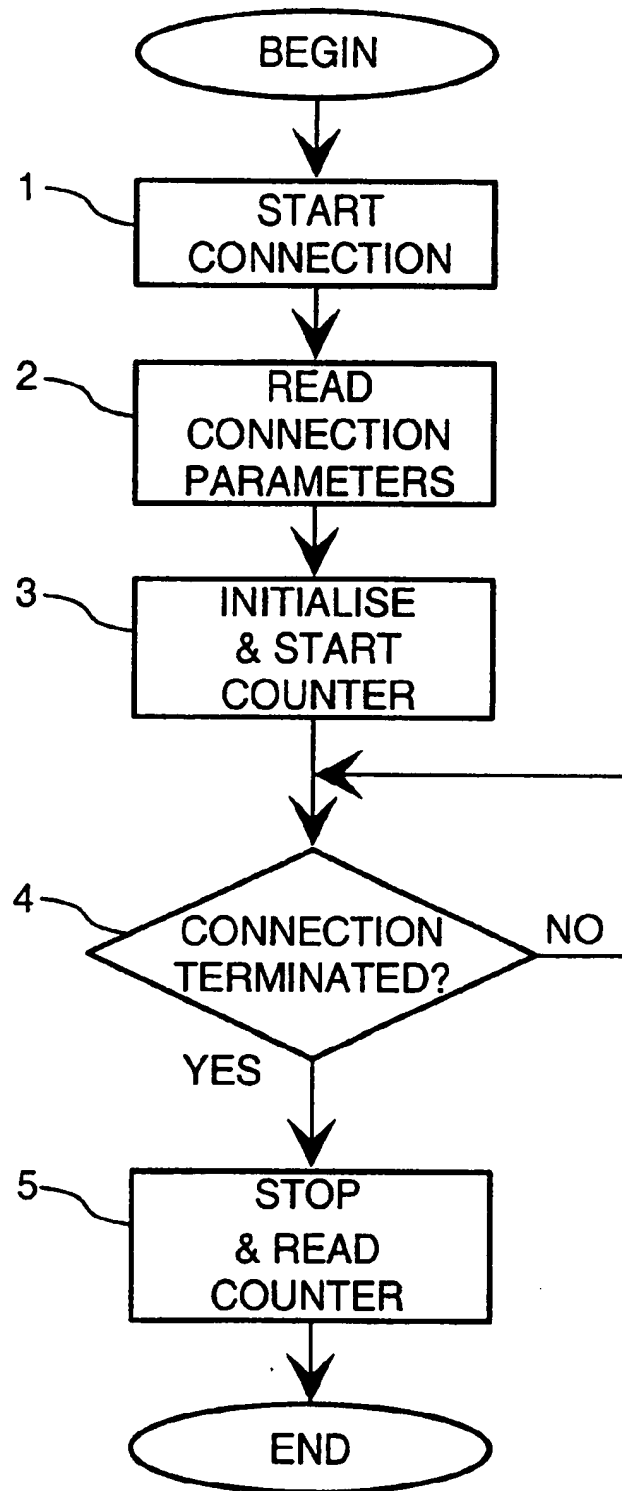 BEGIN
1
START
CONNECTION
2
READ
CONNECTION
PARAMETERS
3
INITIALISE
& START
COUNTER
4
CONNECTION
TERMINATED?
NO
YES
5
STOP
& READ
COUNTER
END